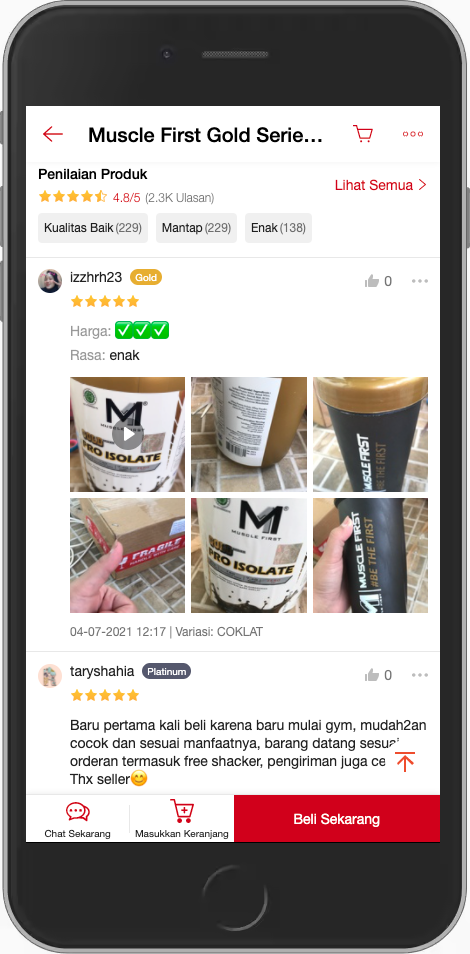 Muscle First Gold Serie...
Penilaian Produk
4.8/5 (2.3K Ulasan)
Lihat Semua
Kualitas Baik (229)
Mantap (229)
Enak (138)
izzhrh23 Gold
0
Harga: ✅✅✅
Rasa: enak
M
MUSCLE FIRST
PRO ISOLATE
MUSCLE FIRST
#BE THE FIRST
FRAGILE
M
MUSCLE FIRST
PRO ISOLATE
MUSCLE FIRST
#BE THE FIRST
04-07-2021 12:17 | Variasi: COKLAT
taryshahia Platinum
0
Baru pertama kali beli karena baru mulai gym, mudah2an
cocok dan sesuai manfaatnya, barang datang sesuai
orderan termasuk free shacker, pengiriman juga ce
Thx seller😊
Chat Sekarang
Masukkan Keranjang
Beli Sekarang